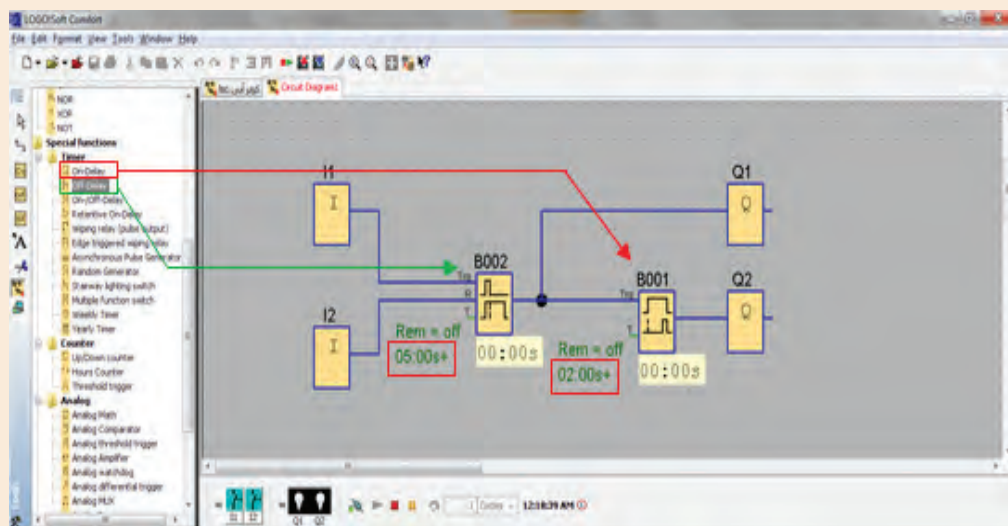 LOGO!Soft Comfort
File Edit Format View Tools Window Help
Circuit Diagram1
NOR
XOR
NOT
Special functions
Timer
On-Delay
Off-Delay
On-/Off-Delay
Retentive On-Delay
Wiping relay (pulse output)
Edge triggered wiping relay
Asynchronous Pulse Generator
Random Generator
Stairway lighting switch
Multiple function switch
Weekly Timer
Yearly Timer
Counter
Up/Down counter
Hours Counter
Threshold trigger
Analog
Analog Math
Analog Comparator
Analog threshold trigger
Analog Amplifier
Analog watchdog
Analog differential trigger
Analog MUX
I1
I
I2
I
B002
Trg
R
T
Rem = off
05:00s+
00:00s
B001
Trg
T
Rem = off
02:00s+
00:00s
Q1
Q
Q2
Q
I1 I2
Q1 Q2
1 Cycles
12:18:39 AM